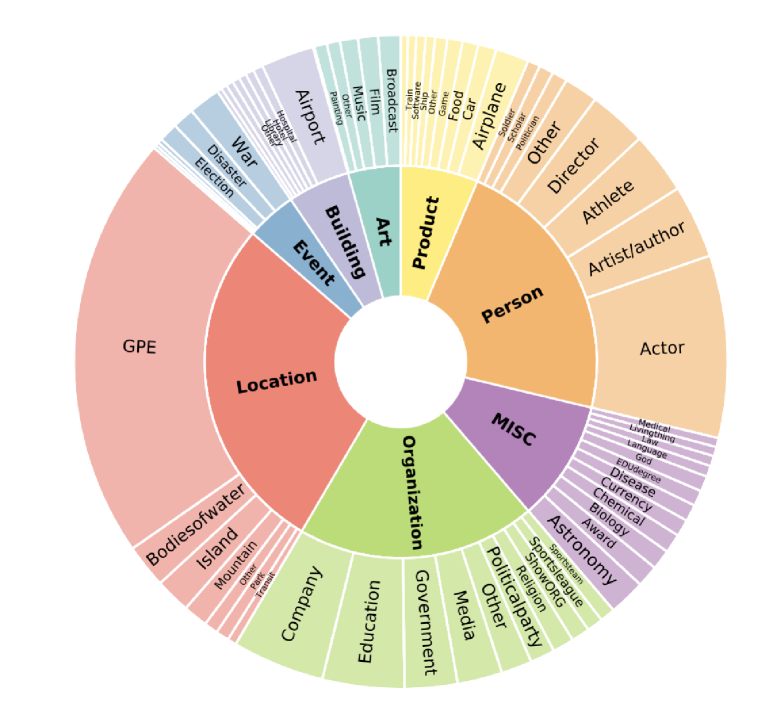 Broadcast
Film
Music
Other
Painting
Train
Software
Ship
Other
Game
Food
Car
Airplane
Soldier
Scholar
Politician
Other
Director
Athlete
Artist/author
Actor
Medical
Livingthing
Law
Language
God
EDUdegree
Disease
Currency
Chemical
Biology
Award
Astronomy
Sportsteam
Sportsleague
ShowORG
Religion
Politicalparty
Other
Media
Government
Education
Company
Transit
Park
Other
Mountain
Island
Bodiesofwater
GPE
Election
Disaster
War
Other
Library
Hotel
Hospital
Airport
Art
Product
Person
MISC
Organization
Location
Event
Building